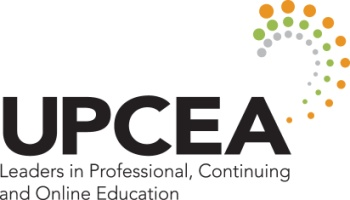 UPCEA
Leaders in Professional, Continuing
and Online Education